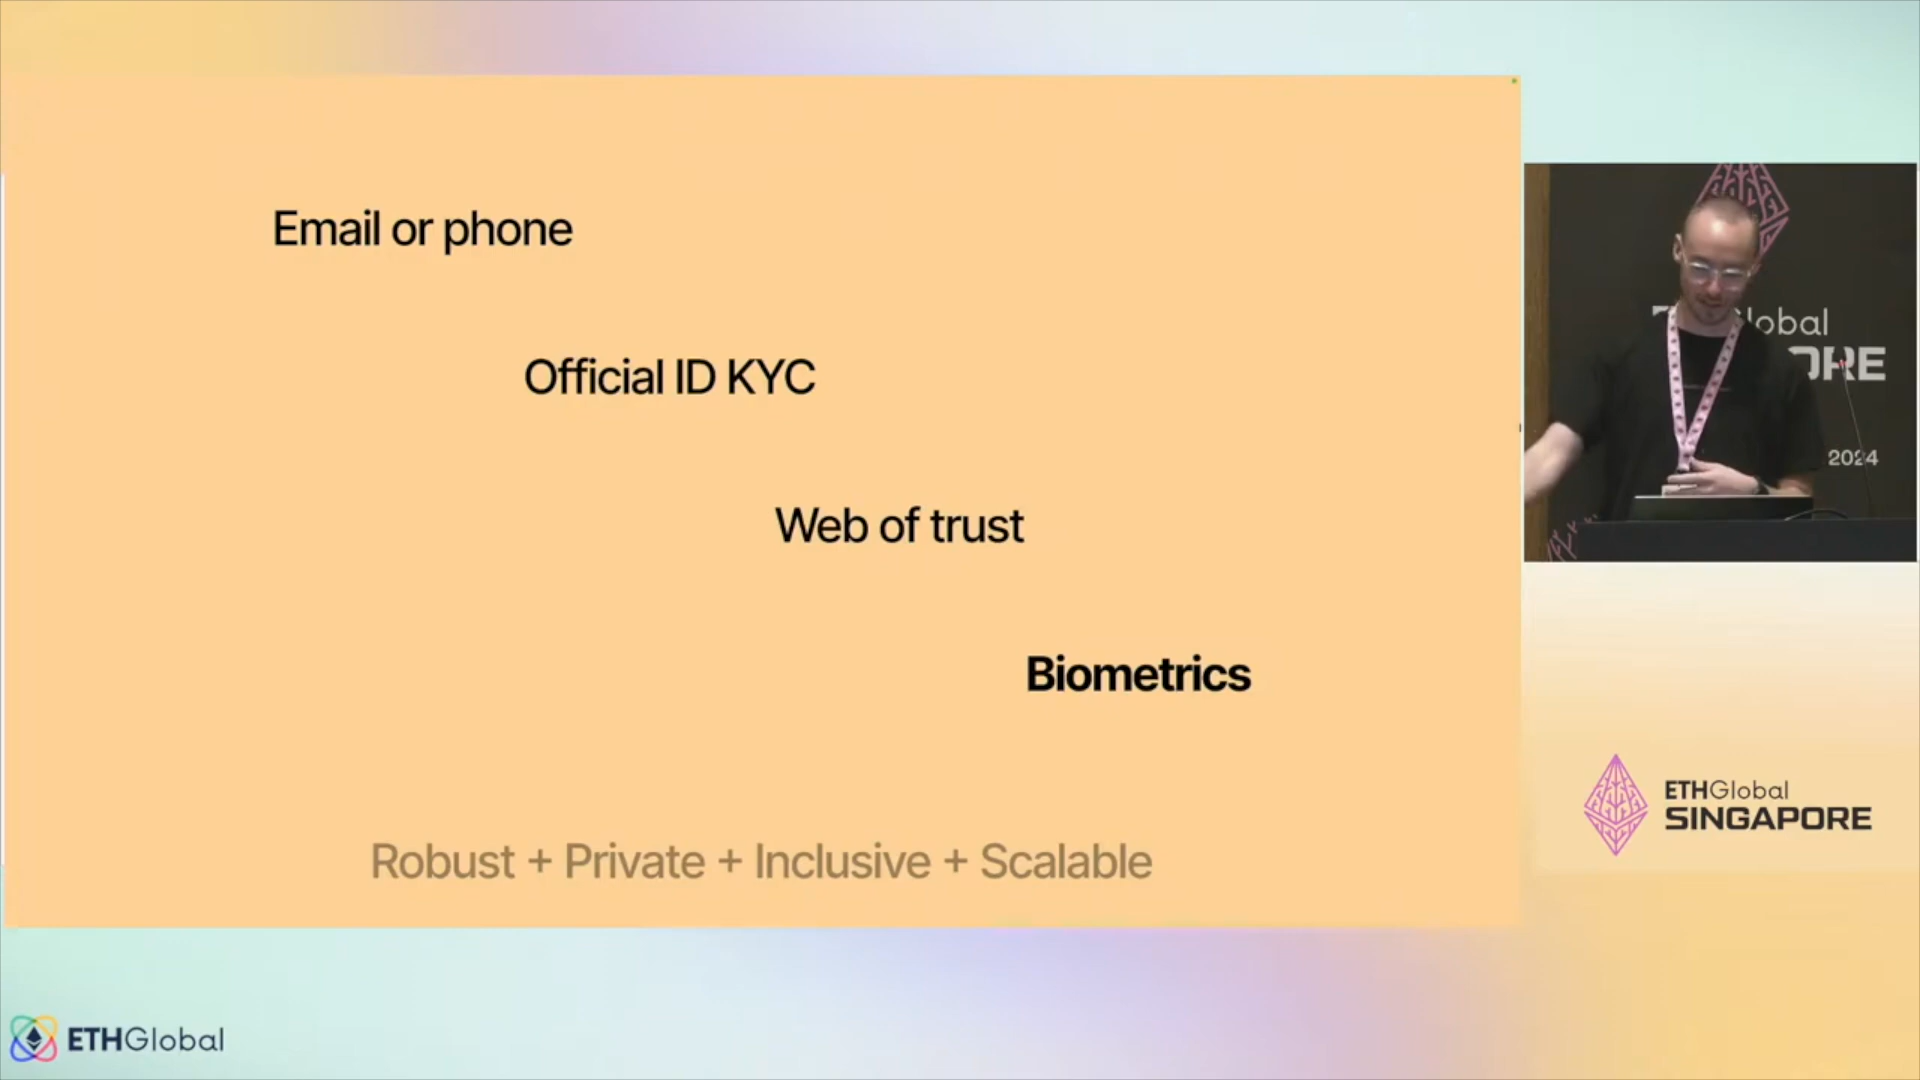 Email or phone
Official ID KYC
Web of trust
Biometrics
Robust + Private + Inclusive + Scalable
2024
ETHGlobal
SINGAPORE
ETHGlobal